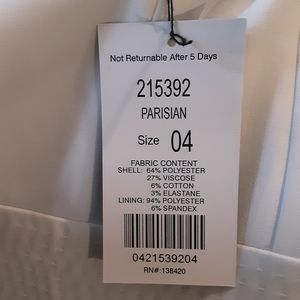 Not Returnable After 5 Days
215392
PARISIAN
Size 04
FABRIC CONTENT
SHELL: 64% POLYESTER
27% VISCOSE
6% COTTON
3% ELASTANE
LINING: 94% POLYESTER
6% SPANDEX
0421539204
RN#:138420